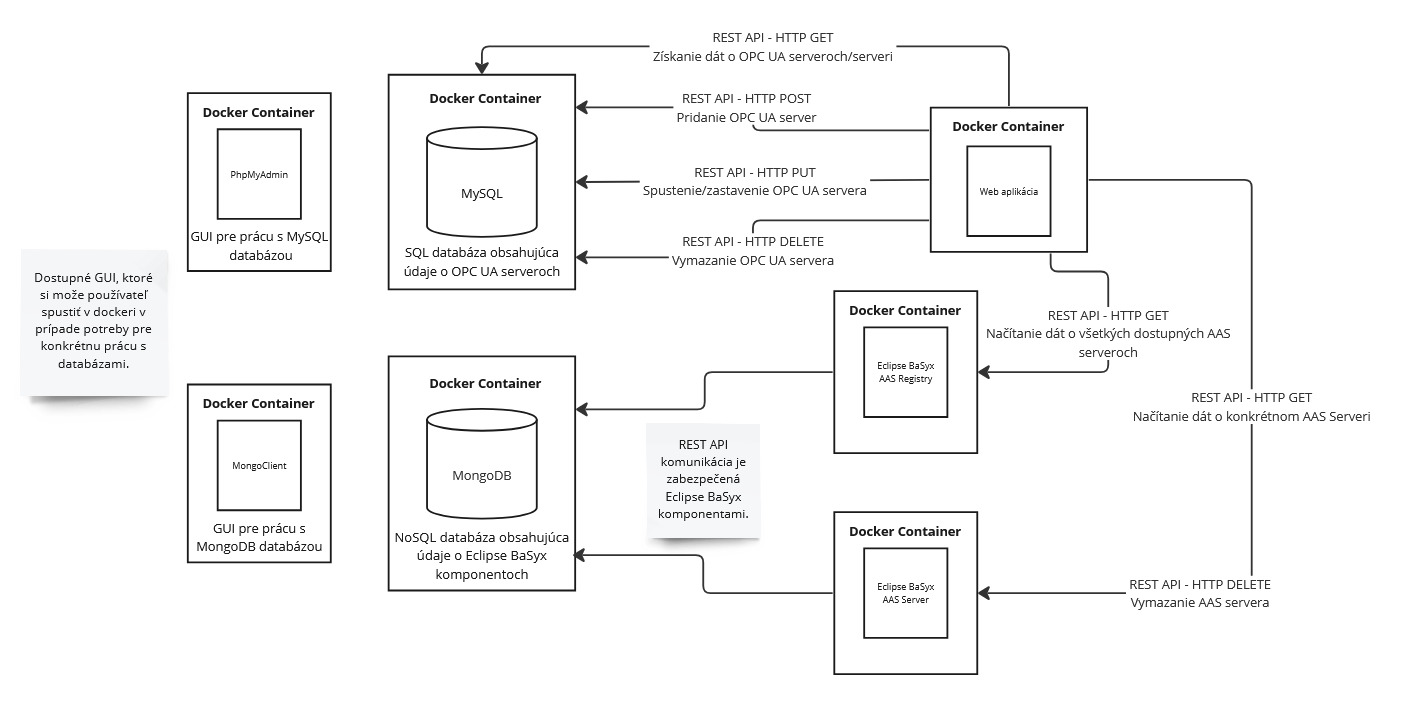 REST API - HTTP GET
Získanie dát o OPC UA serveroch/serveri
Docker Container
PhpMyAdmin
GUI pre prácu s MySQL
databázou
Docker Container
MySQL
SQL databáza obsahujúca
údaje o OPC UA serveroch
REST API - HTTP POST
Pridanie OPC UA server
REST API - HTTP PUT
Spustenie/zastavenie OPC UA servera
REST API - HTTP DELETE
Vymazanie OPC UA servera
Docker Container
Web aplikácia
Dostupné GUI, ktoré
si može používateľ
spustiť v dockeri v
prípade potreby pre
konkrétnu prácu s
databázami.
Docker Container
MongoClient
GUI pre prácu s
MongoDB databázou
Docker Container
MongoDB
NoSQL databáza obsahujúca
údaje o Eclipse BaSyx
komponentoch
REST API
komunikácia je
zabezpečená
Eclipse BaSyx
komponentami.
Docker Container
Eclipse BaSyx
AAS Registry
REST API - HTTP GET
Načítanie dát o všetkých dostupných AAS
serveroch
REST API - HTTP GET
Načítanie dát o konkrétnom AAS Serveri
Docker Container
Eclipse BaSyx
AAS Server
REST API - HTTP DELETE
Vymazanie AAS servera